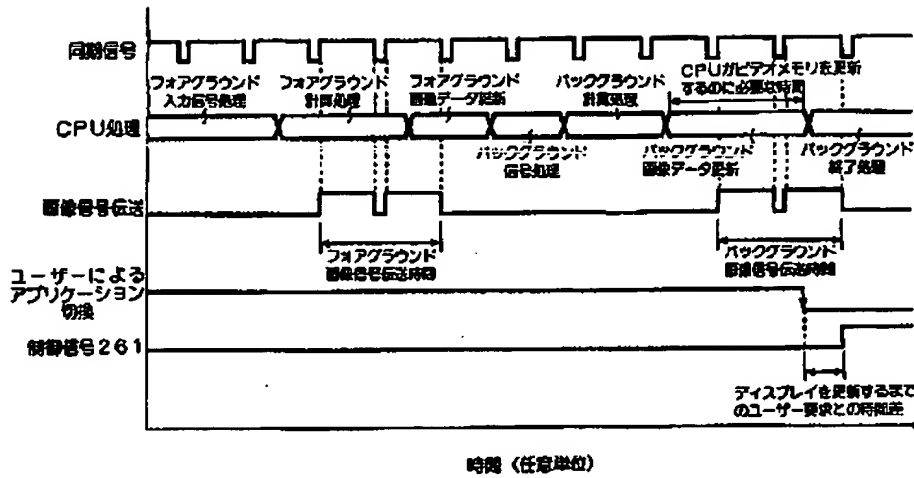 同期信号
フォアグラウンド
入力信号処理
フォアグラウンド
計算処理
フォアグラウンド
画像データ更新
バックグラウンド
計算処理
CPUがビデオメモリを更新
するのに必要な時間
CPU処理
バックグラウンド
信号処理
バックグラウンド
画像データ更新
バックグラウンド
終了処理
画像信号伝送
フォアグラウンド
画像信号伝送時間
バックグラウンド
画像信号伝送時間
ユーザーによる
アプリケーション
切換
制御信号261
ディスプレイを更新するまで
のユーザー要求との時間差
時間(任意単位)